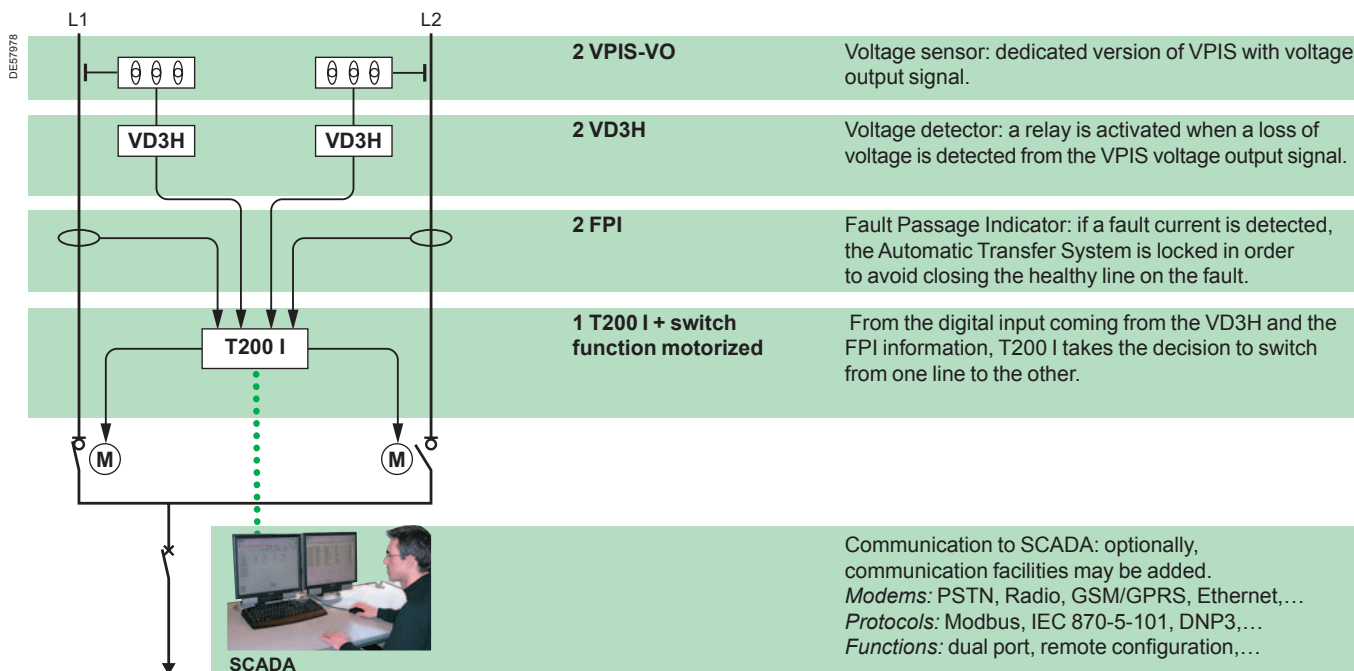 L1
L2
DE57978
2 VPIS-VO
Voltage sensor: dedicated version of VPIS with voltage
output signal.
VD3H
VD3H
2 VD3H
Voltage detector: a relay is activated when a loss of
voltage is detected from the VPIS voltage output signal.
2 FPI
Fault Passage Indicator: if a fault current is detected,
the Automatic Transfer System is locked in order
to avoid closing the healthy line on the fault.
T200 I
1 T200 I + switch
function motorized
From the digital input coming from the VD3H and the
FPI information, T200 I takes the decision to switch
from one line to the other.
M
M
Communication to SCADA: optionally,
communication facilities may be added.
Modems: PSTN, Radio, GSM/GPRS, Ethernet,…
Protocols: Modbus, IEC 870-5-101, DNP3,…
Functions: dual port, remote configuration,…
SCADA